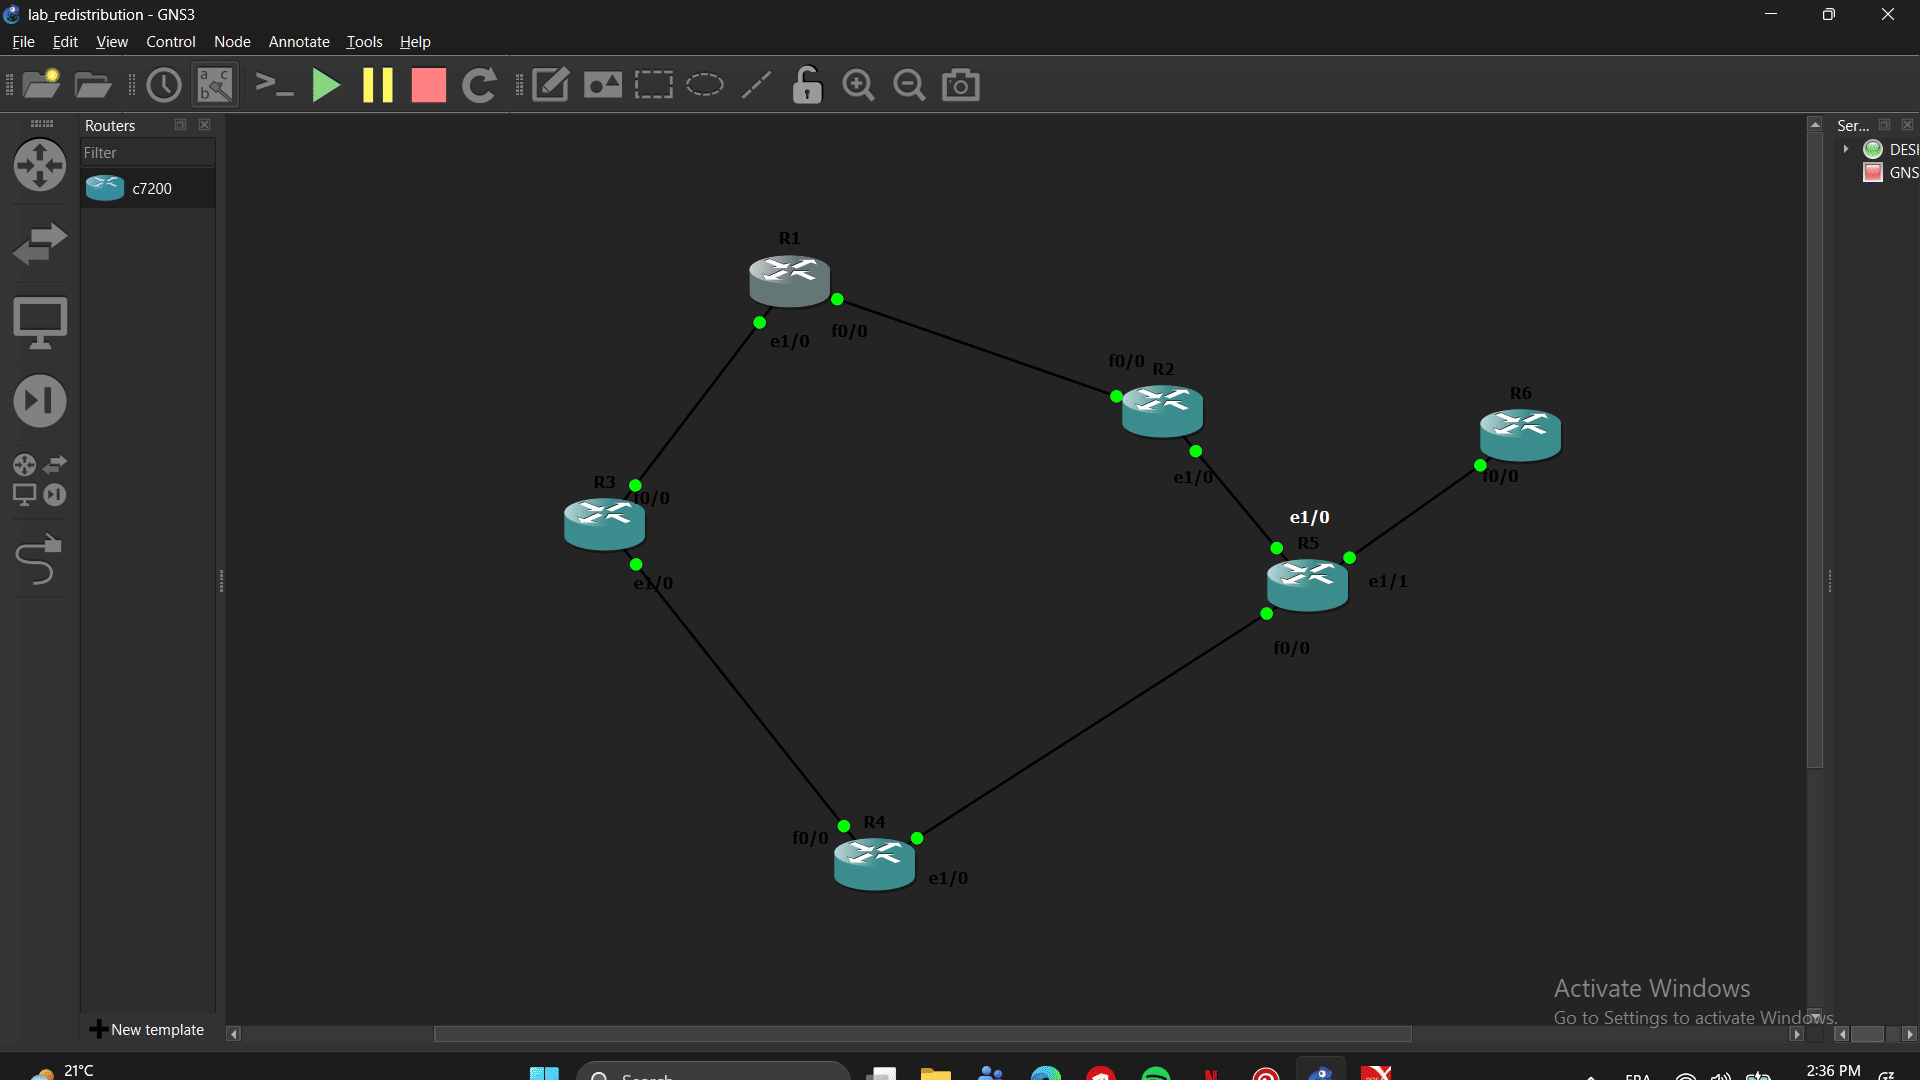 lab_redistribution - GNS3
File Edit View Control Node Annotate Tools Help
Routers
Ser...
Filter
c7200
DESI
GNS
R1
e1/0
f0/0
f0/0
R2
e1/0
R6
f0/0
R3
f0/0
e1/0
e1/0
R5
e1/1
f0/0
R4
f0/0
e1/0
Activate Windows
Go to Settings to activate Windows.
New template
21°C
Search
FRA
2:36 PM